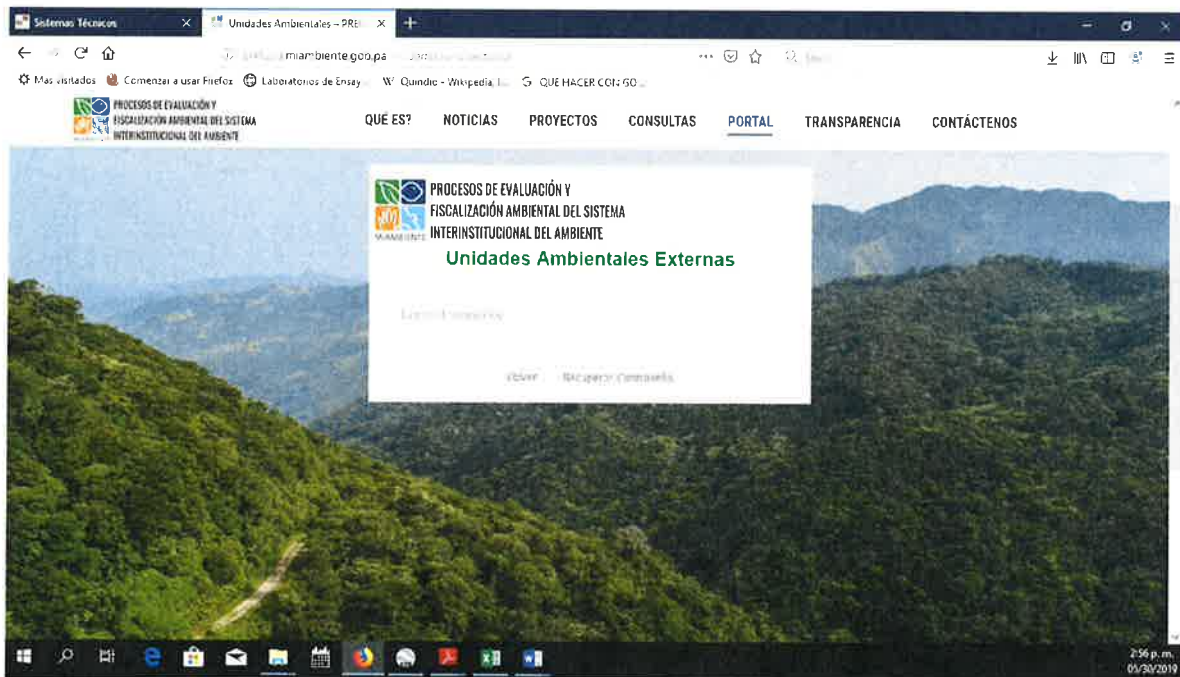 Sistemas Técnicos
Unidades Ambientales – PRE
miambiente.gob.pa
Mas visitados Comenzar a usar Firefox Laboratorios de Ensay... W Quindío - Wikipedia, l... G QUE HACER CON GO...
PROCESOS DE EVALUACIÓN Y
FISCALIZACIÓN AMBIENTAL DEL SISTEMA
INTERINSTITUCIONAL DEL AMBIENTE
QUÉ ES? NOTICIAS PROYECTOS CONSULTAS PORTAL TRANSPARENCIA CONTÁCTENOS
PROCESOS DE EVALUACIÓN Y
FISCALIZACIÓN AMBIENTAL DEL SISTEMA
INTERINSTITUCIONAL DEL AMBIENTE
MIAMBIENTE
Unidades Ambientales Externas
Volver Recuperar Contraseña
2:56 p. m.
05/30/2019